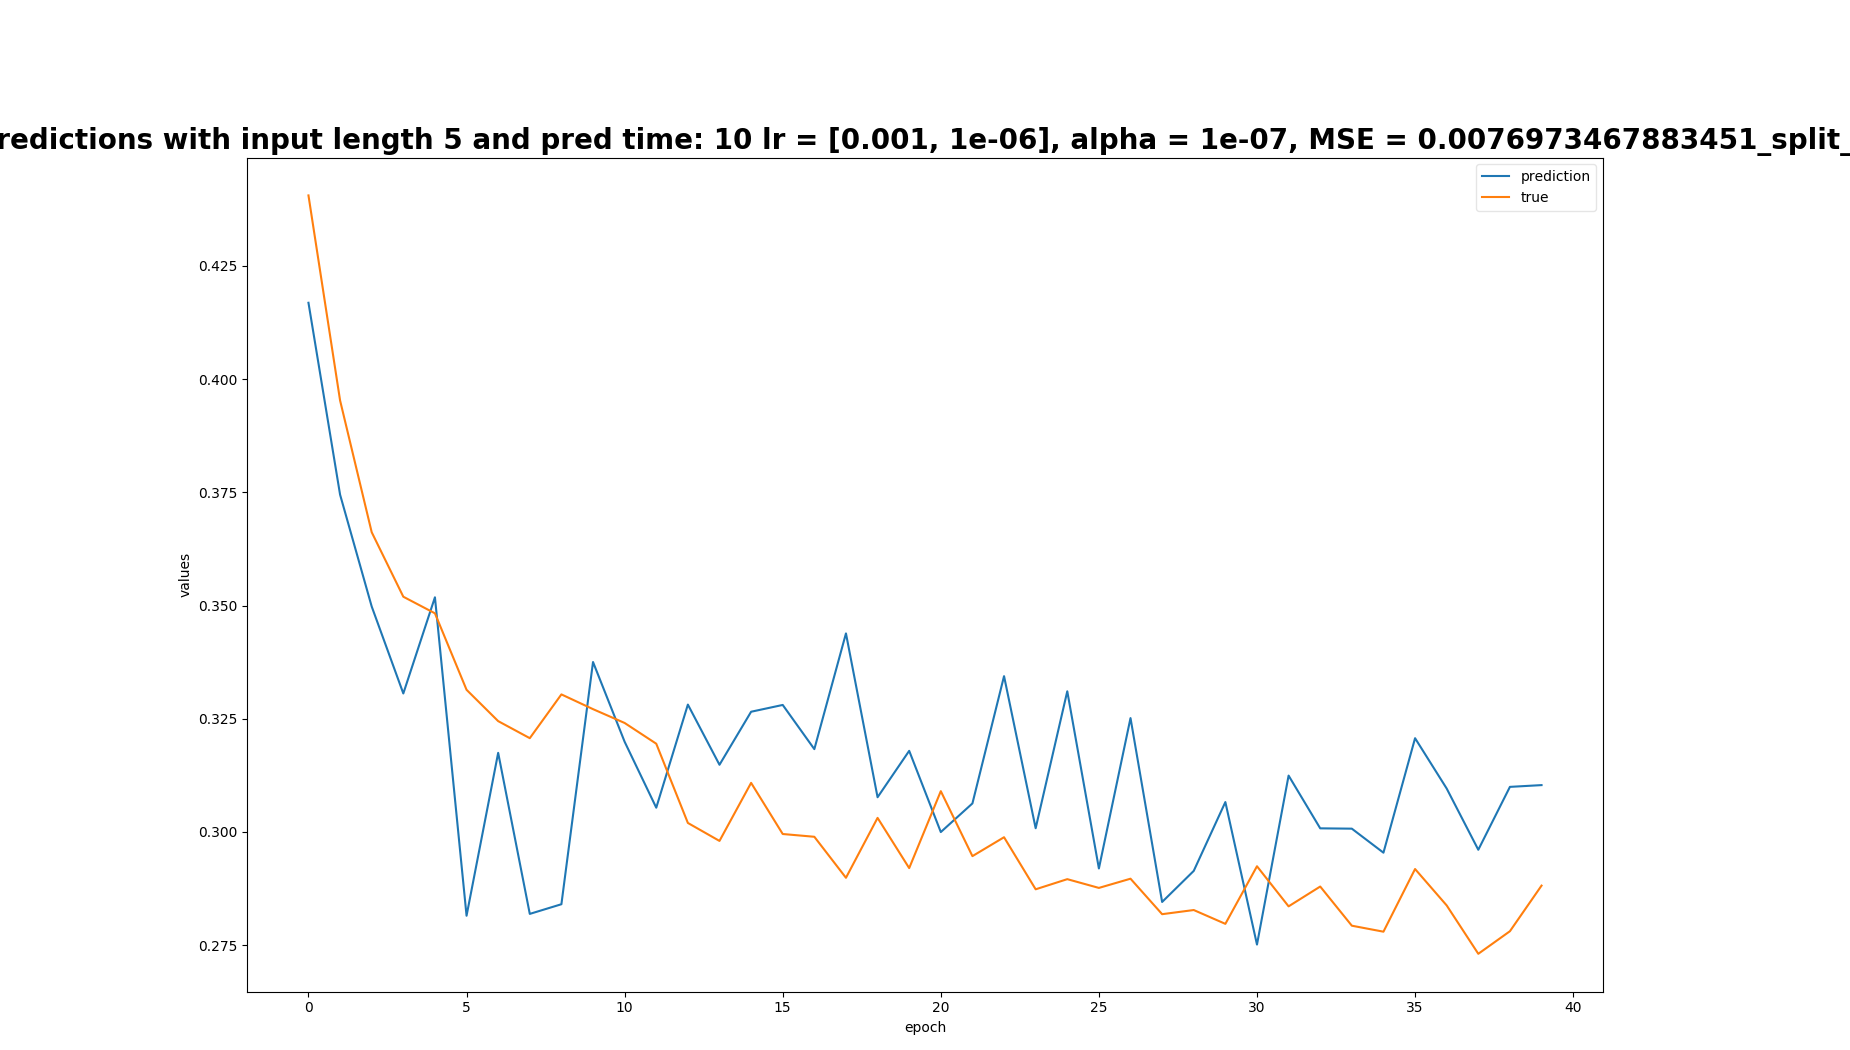 redictions with input length 5 and pred time: 10 lr = [0.001, 1e-06], alpha = 1e-07, MSE = 0.0076973467883451_split_
prediction
true
0.425
0.400
0.375
0.350
0.325
0.300
0.275
values
0 5 10 15 20 25 30 35 40
epoch